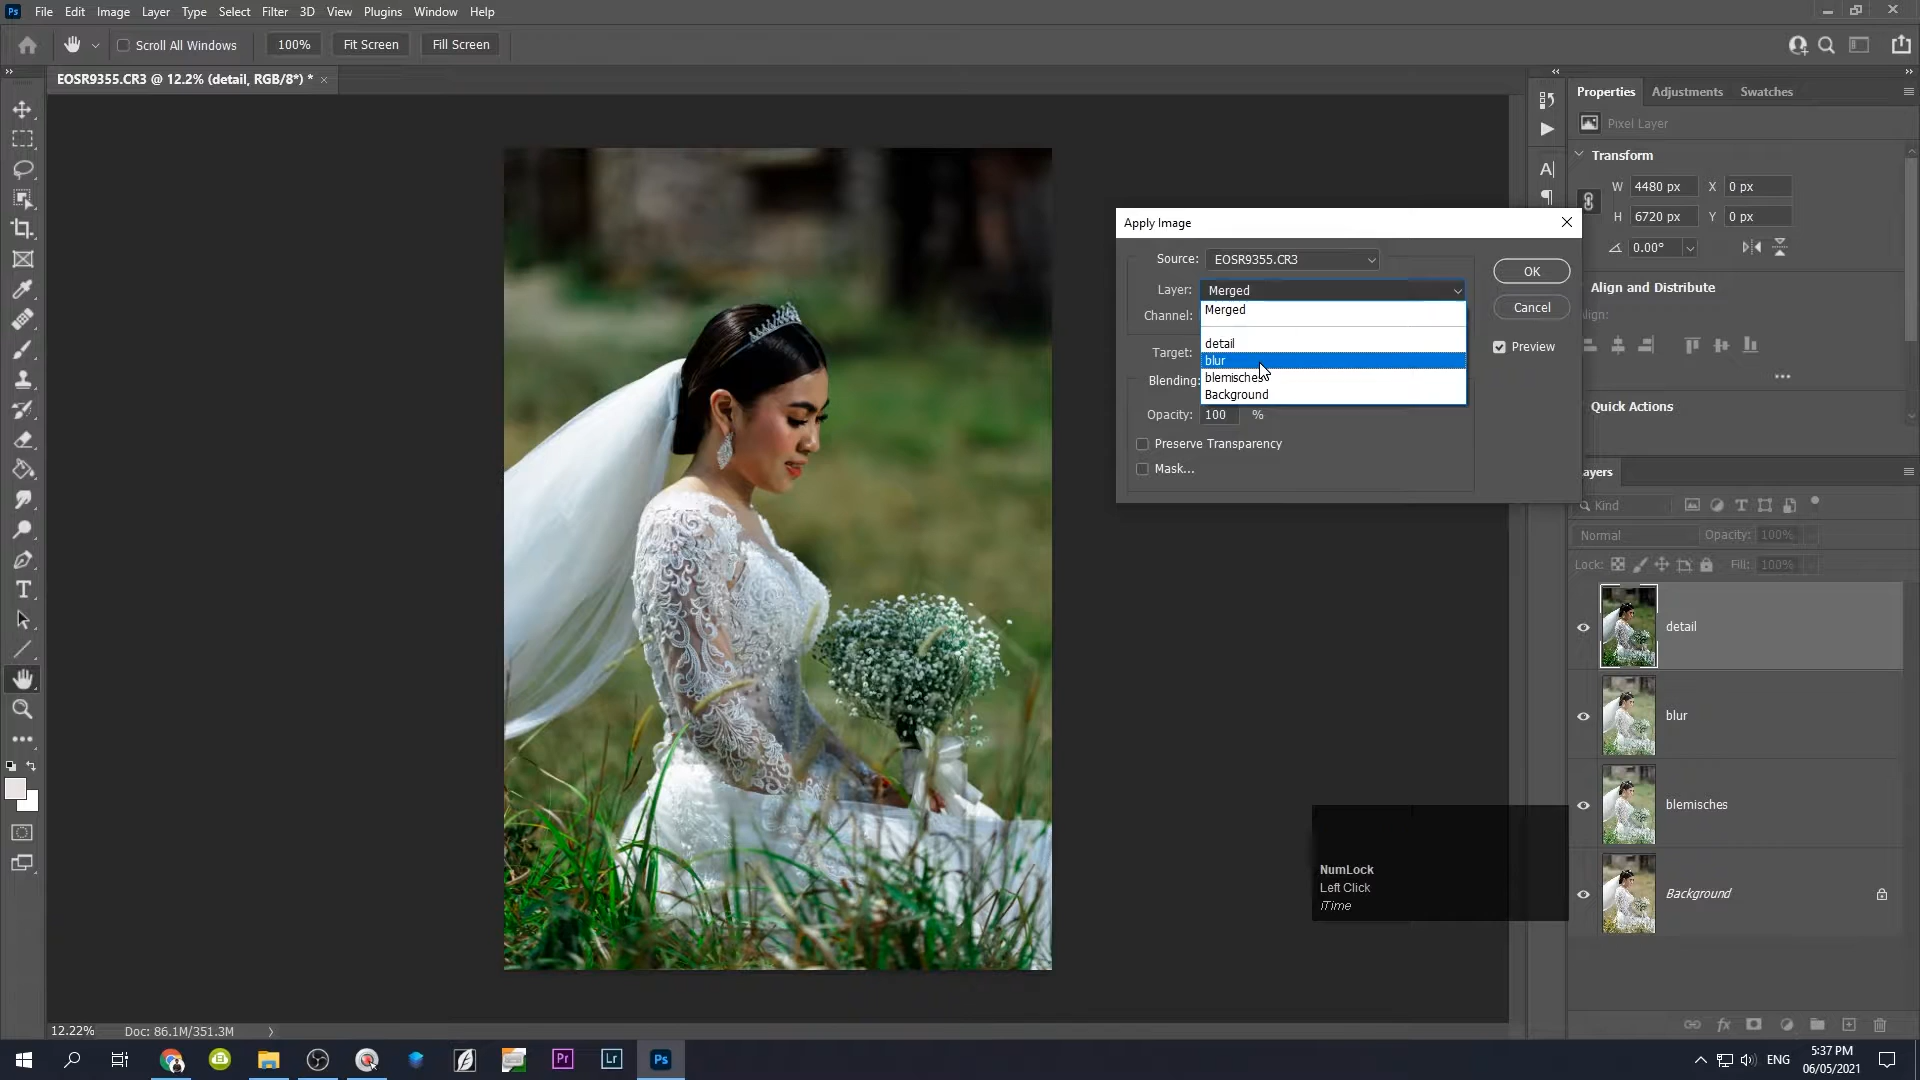 Ps File Edit Image Layer Type Select Filter 3D View Plugins Window Help
Scroll All Windows 100% Fit Screen Fill Screen
EOSR9355.CR3 @ 12.2% (detail, RGB/8*) * ×
Properties Adjustments Swatches
Pixel Layer
Transform
W 4480 px X 0 px
H 6720 px Y 0 px
0.00°
Align and Distribute
Align:
Quick Actions
Apply Image
Source: EOSR9355.CR3
OK
Layer: Merged
Merged
Cancel
Channel:
detail
Preview
Target:
blur
Blending:
blemisches
Background
Opacity: 100 %
Preserve Transparency
Mask...
ayers
Kind
Normal Opacity: 100%
Lock: Fill: 100%
detail
blur
blemisches
Background
NumLock
Left Click
iTime
T
12.22% Doc: 86.1M/351.3M
Pr Lr Ps
ENG
5:37 PM
06/05/2021